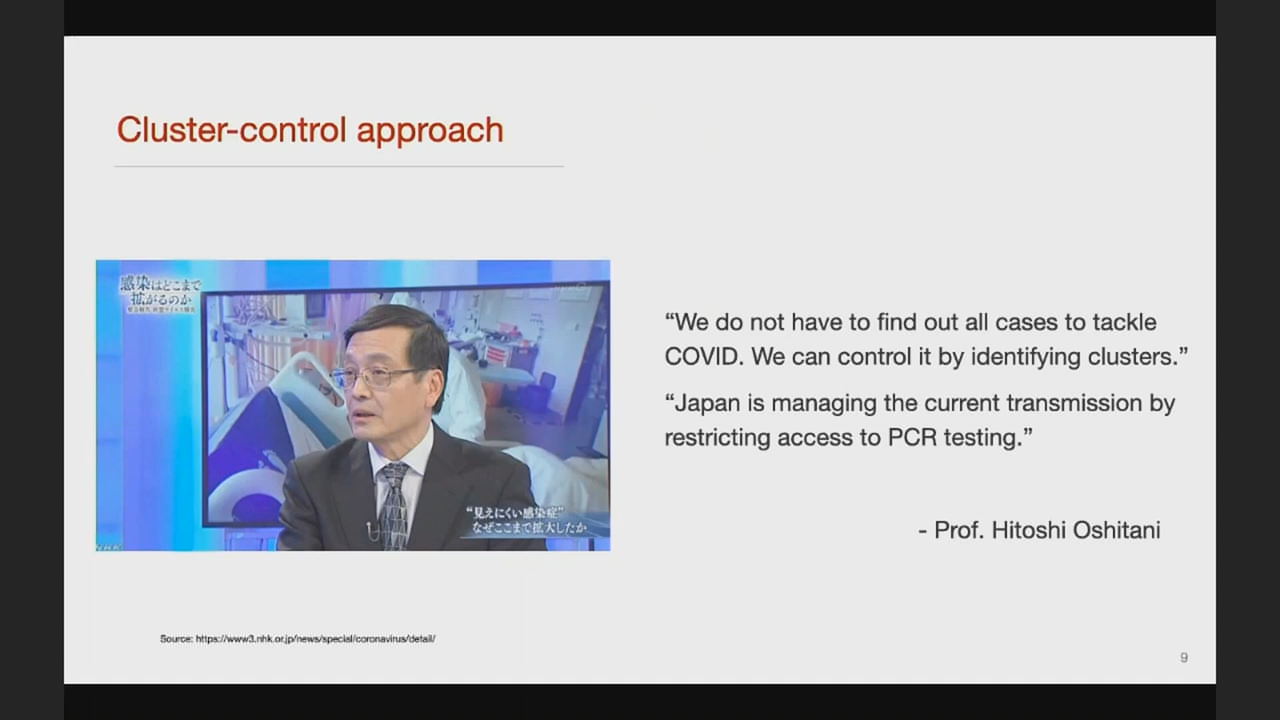 Cluster-control approach
感染はどこまで
拡がるのか
“見えにくい感染症”
なぜここまで拡大したか
NHK
“We do not have to find out all cases to tackle
COVID. We can control it by identifying clusters.”
“Japan is managing the current transmission by
restricting access to PCR testing.”
- Prof. Hitoshi Oshitani
Source: https://www3.nhk.or.jp/news/special/coronavirus/detail/
9